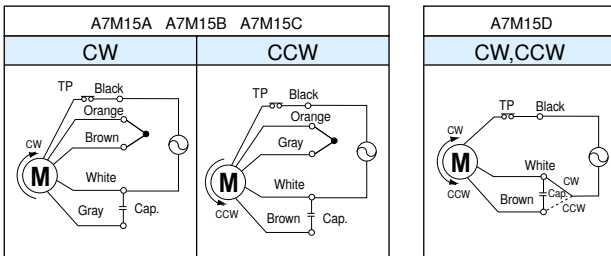 A7M15A A7M15B A7M15C
CW
CCW
TP Black
Orange
Brown
CW
M
White
Gray
Cap.
TP Black
Orange
Gray
M
White
CCW
Brown
Cap.
A7M15D
CW,CCW
TP Black
CW
M
White
CW
Cap.
CCW
Brown
CCW